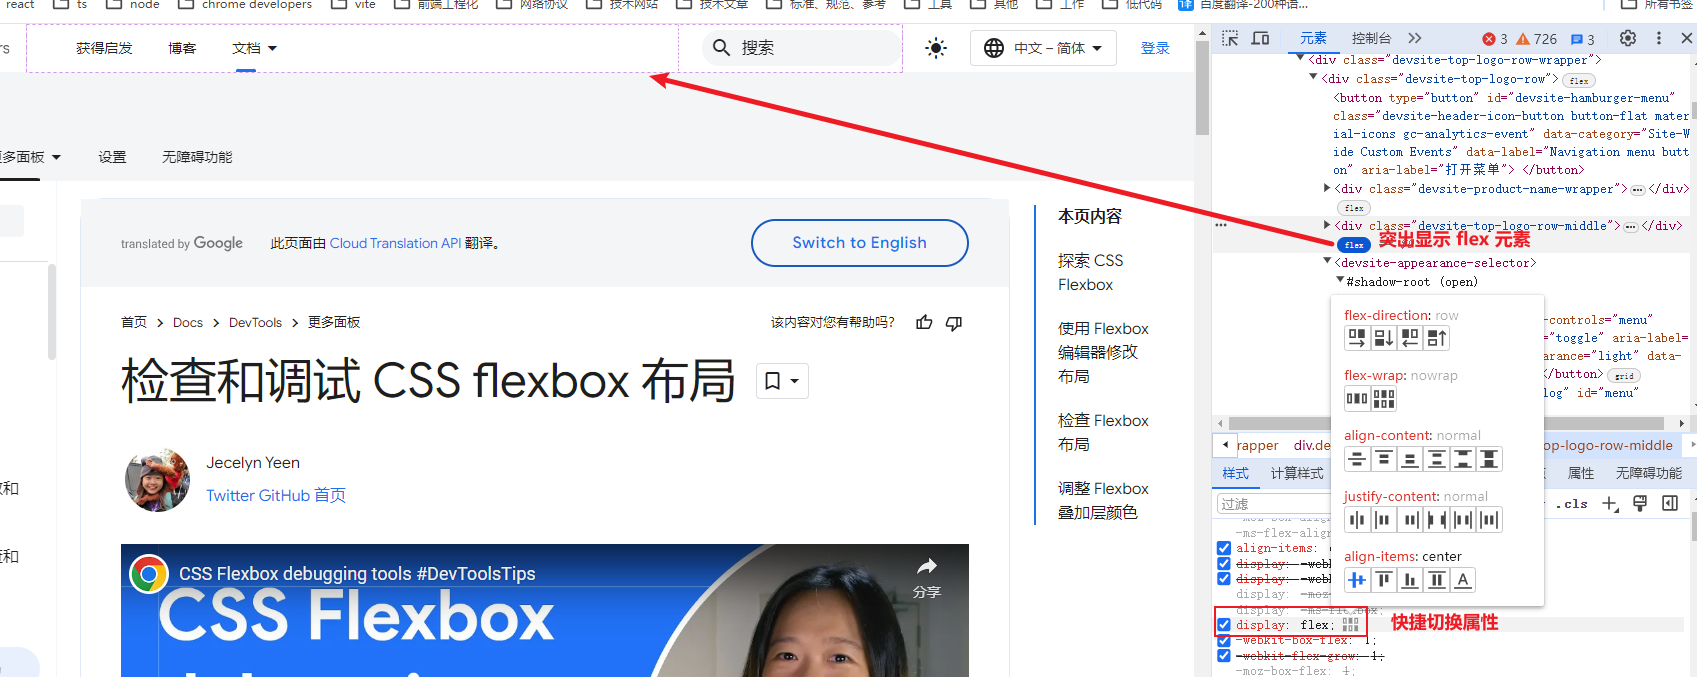 react ts node chrome developers vite 前端工程化 网络协议 技术网站 技术文章 标准、规范、参考 工具 其他 工作 低代码 译 百度翻译-200种语... 所有书签
rs 获得启发 博客 文档 搜索 中文 – 简体 登录
更多面板 设置 无障碍功能
translated by Google 此页面由 Cloud Translation API 翻译。 Switch to English
首页 Docs DevTools 更多面板 该内容对您有帮助吗?
检查和调试 CSS flexbox 布局
Jecelyn Yeen
Twitter GitHub 首页
CSS Flexbox debugging tools #DevToolsTips
分享
CSS Flexbox
和
和
本页内容
探索 CSS
Flexbox
使用 Flexbox
编辑器修改
布局
检查 Flexbox
布局
调整 Flexbox
叠加层颜色
元素 控制台 3 726 3
<div class="devsite-top-logo-row-wrapper">
<div class="devsite-top-logo-row"> flex
<button type="button" id="devsite-hamburger-menu"
class="devsite-header-icon-button button-flat mater
ial-icons gc-analytics-event" data-category="Site-W
ide Custom Events" data-label="Navigation menu butt
on" aria-label="打开菜单"> </button>
<div class="devsite-product-name-wrapper">…</div>
flex
<div class="devsite-top-logo-row-middle">…</div>
flex 突出显示 flex 元素
<devsite-appearance-selector>
#shadow-root (open)
-controls="menu"
"toggle" aria-label=
arance="light" data-
</button> grid
log" id="menu"
flex-direction: row
flex-wrap: nowrap
align-content: normal
justify-content: normal
align-items: center
rapper div.de op-logo-row-middle
样式 计算样式 属性 无障碍功能
过滤 .cls
-moz-box-align
-ms-flex-align
align-items:
display: -webk
display: -webk
display: -moz-
display: -ms-flexbox;
display: flex; 快捷切换属性
-webkit-box-flex: 1;
-webkit-flex-grow: 1;
-moz-box-flex: 1;